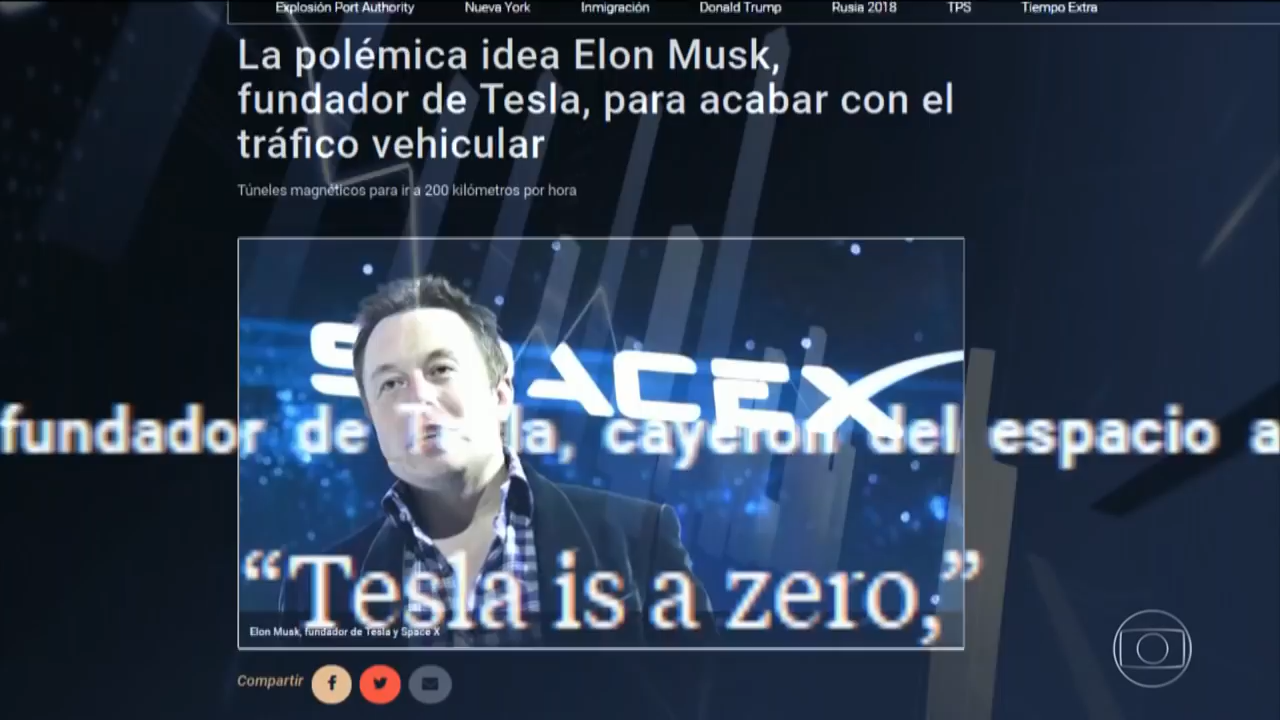 Explosión Port Authority Nueva York Inmigración Donald Trump Rusia 2018 TPS Tiempo Extra
La polémica idea Elon Musk,
fundador de Tesla, para acabar con el
tráfico vehicular
Túneles magnéticos para ir a 200 kilómetros por hora
SPACEX
fundador de Tesla, cayeron del espacio a
“Tesla is a zero,”
Elon Musk, fundador de Tesla y Space X
Compartir